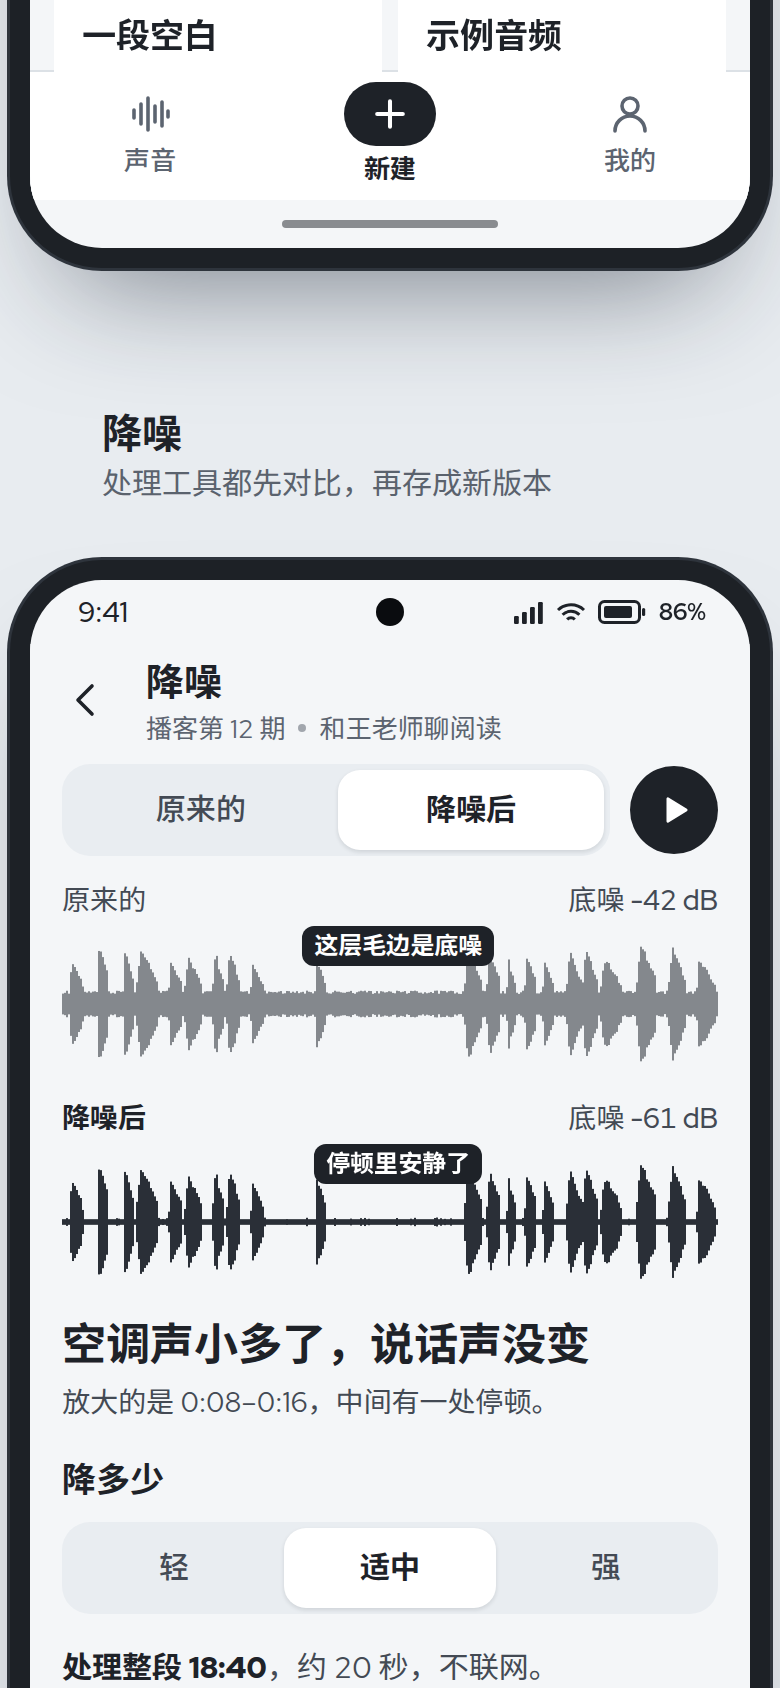 一段空白
示例音频
声音
新建
我的
降噪
处理工具都先对比，再存成新版本
9:41
86%
降噪
播客第 12 期 • 和王老师聊阅读
原来的
降噪后
原来的
底噪 -42 dB
这层毛边是底噪
降噪后
底噪 -61 dB
停顿里安静了
空调声小多了，说话声没变
放大的是 0:08–0:16，中间有一处停顿。
降多少
轻
适中
强
处理整段 18:40，约 20 秒，不联网。